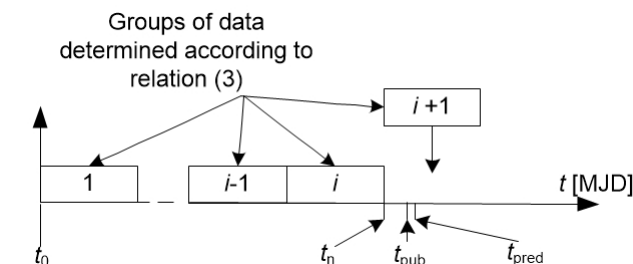 Groups of data
determined according to
relation (3)
i +1
1
i-1
i
t [MJD]
t0
tn
tpub
tpred